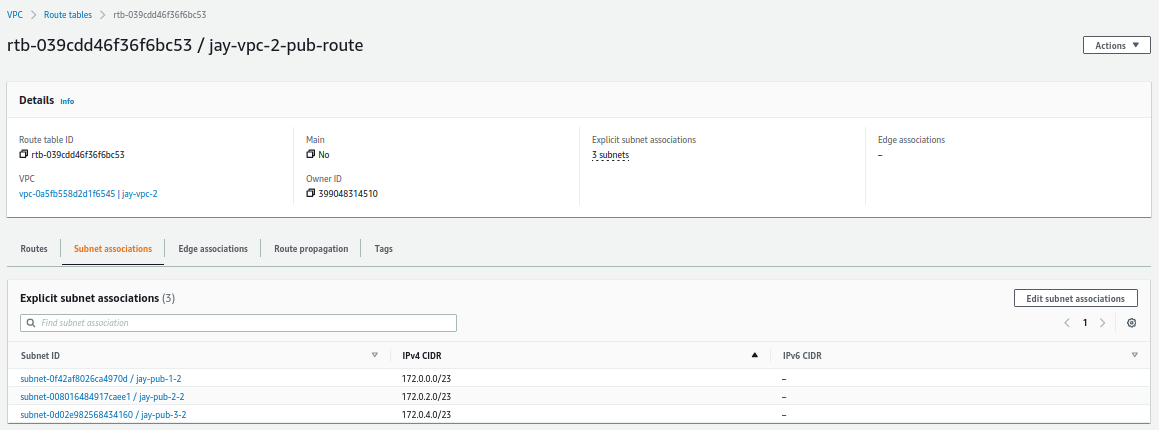 VPC > Route tables > rtb-039cdd46f36f6bc53
rtb-039cdd46f36f6bc53 / jay-vpc-2-pub-route
Actions
Details Info
Route table ID
rtb-039cdd46f36f6bc53
Main
No
Explicit subnet associations
3 subnets
Edge associations
–
VPC
vpc-0a5fb558d2d1f6545 | jay-vpc-2
Owner ID
399048314510
Routes Subnet associations Edge associations Route propagation Tags
Explicit subnet associations (3)
Edit subnet associations
Find subnet association
1
Subnet ID IPv4 CIDR IPv6 CIDR
subnet-0f42af8026ca4970d / jay-pub-1-2 172.0.0.0/23 –
subnet-008016484917caee1 / jay-pub-2-2 172.0.2.0/23 –
subnet-0d02e982568434160 / jay-pub-3-2 172.0.4.0/23 –